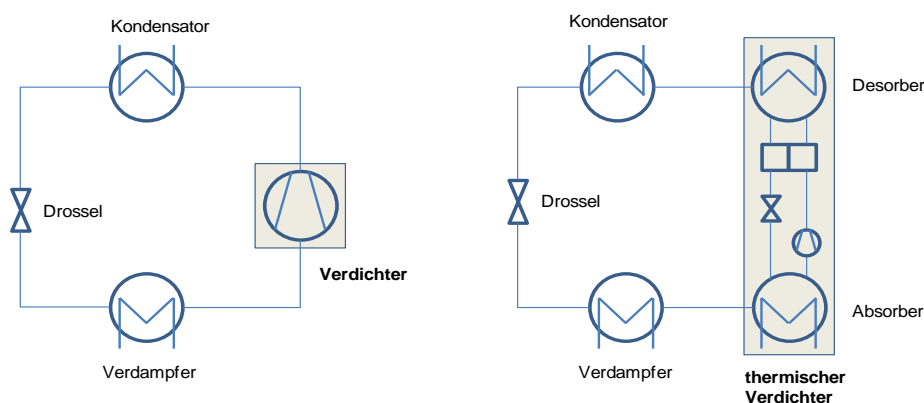 Kondensator
Drossel
Verdichter
Verdampfer
Kondensator
Desorber
Drossel
Absorber
Verdampfer
thermischer
Verdichter